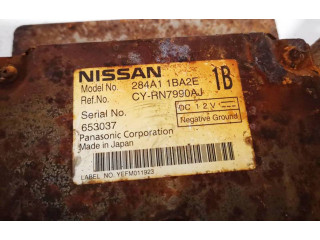 NISSAN
Model No. 284A1 1BA2E 1B
Ref.No. CY-RN7990AJ
Serial No. DC 12V
653037 Negative Ground
Panasonic Corporation
Made in Japan
LABEL NO. YEFM011923